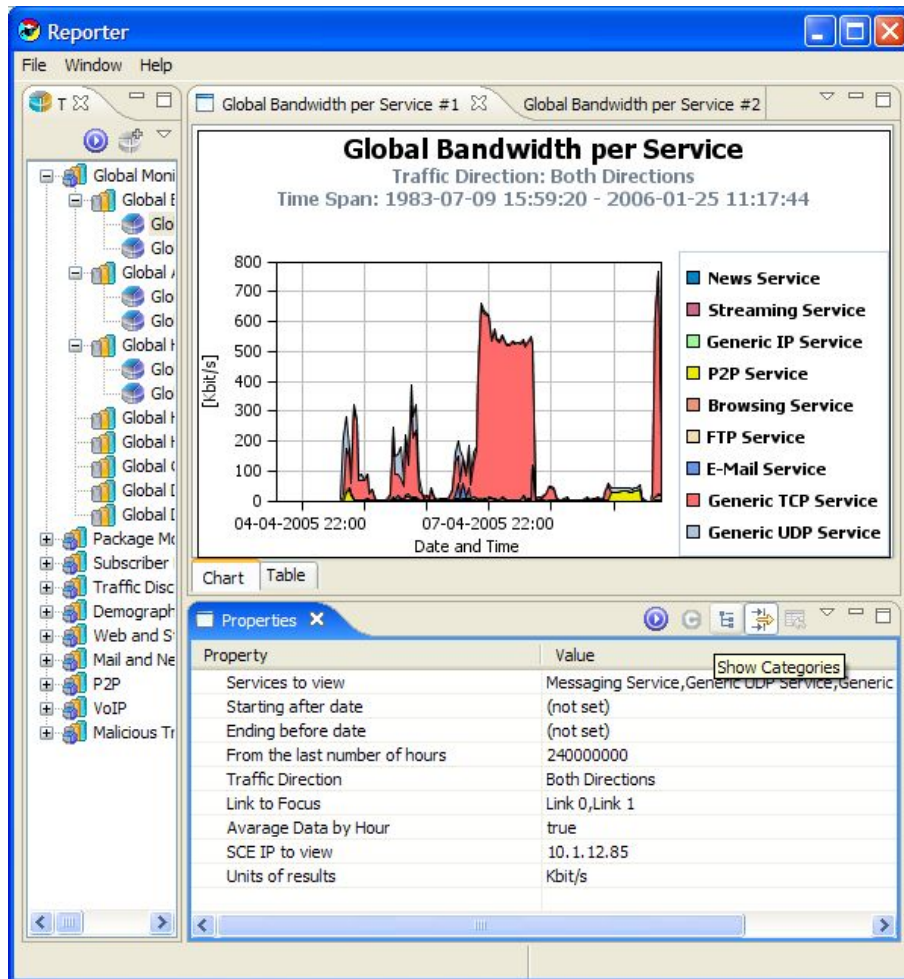 Reporter
File Window Help
T
Global Bandwidth per Service #1
Global Bandwidth per Service #2
Global Moni
Global
Glo
Glo
Global
Glo
Glo
Global
Glo
Glo
Global
Global
Global
Global
Global
Package Mo
Subscriber
Traffic Disc
Demograph
Web and S
Mail and Ne
P2P
VoIP
Malicious Tr
Global Bandwidth per Service
Traffic Direction: Both Directions
Time Span: 1983-07-09 15:59:20 - 2006-01-25 11:17:44
[Kbit/s]
800
700
600
500
400
300
200
100
0
04-04-2005 22:00
07-04-2005 22:00
Date and Time
News Service
Streaming Service
Generic IP Service
P2P Service
Browsing Service
FTP Service
E-Mail Service
Generic TCP Service
Generic UDP Service
Chart Table
Properties
Property Value
Show Categories
Services to view Messaging Service,Generic UDP Service,Generic
Starting after date (not set)
Ending before date (not set)
From the last number of hours 240000000
Traffic Direction Both Directions
Link to Focus Link 0,Link 1
Avarage Data by Hour true
SCE IP to view 10.1.12.85
Units of results Kbit/s